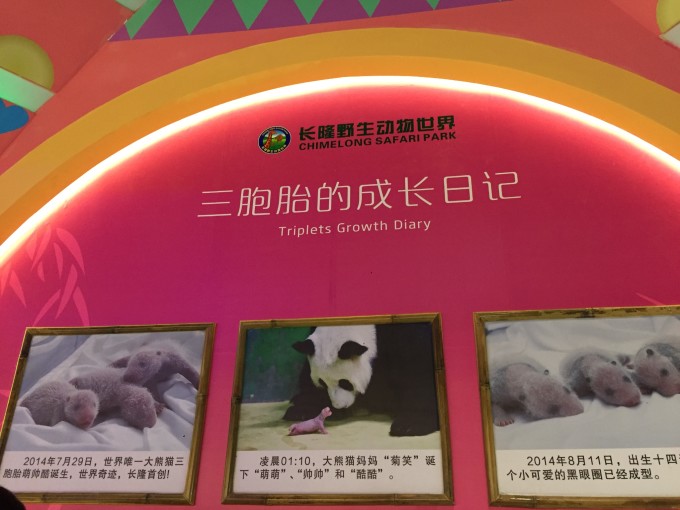 长隆野生动物世界
CHIMELONG SAFARI PARK
三胞胎的成长日记
Triplets Growth Diary
2014年7月29日，世界唯一大熊猫三
胞胎萌帅酷诞生，世界奇迹，长隆首创！
凌晨01:10，大熊猫妈妈“菊笑”诞
下“萌萌”、“帅帅”和“酷酷”。
2014年8月11日，出生十四
个小可爱的黑眼圈已经成型。